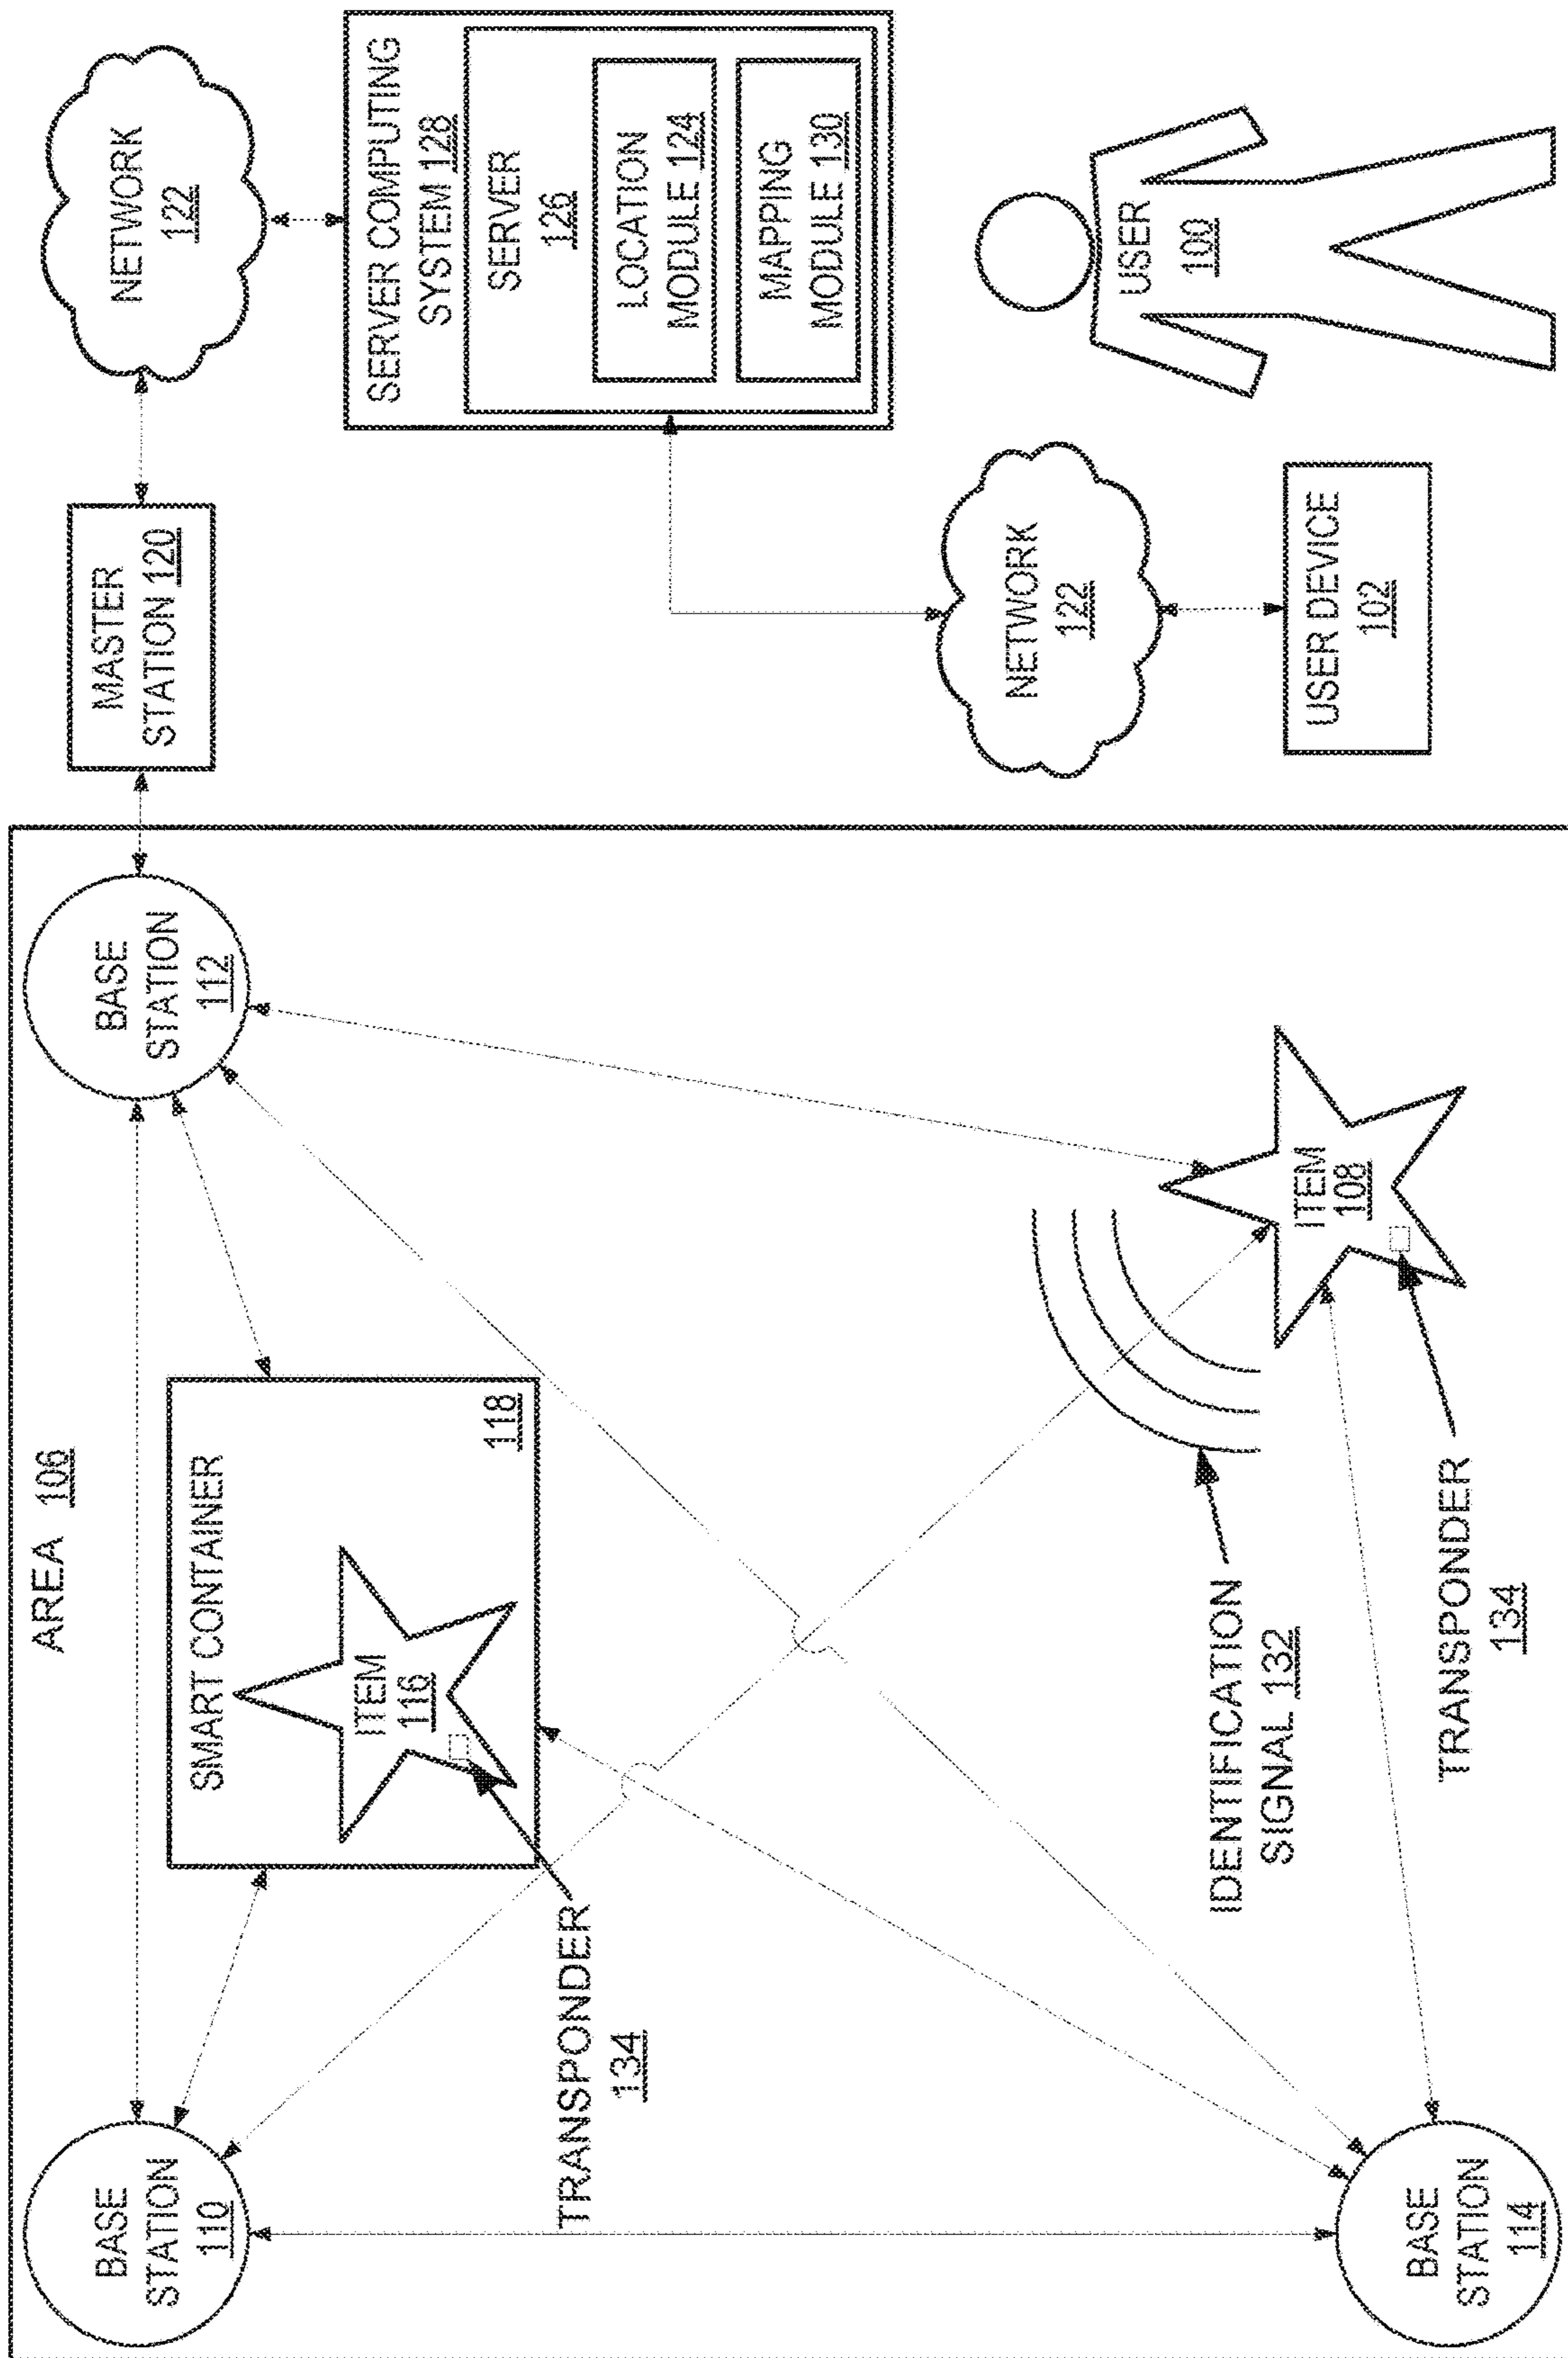 AREA 106
BASE
STATION
110
SMART CONTAINER
ITEM
116
118
TRANSPONDER
134
BASE
STATION
112
BASE
STATION
114
IDENTIFICATION
SIGNAL 132
ITEM
108
TRANSPONDER
134
MASTER
STATION 120
NETWORK
122
SERVER COMPUTING
SYSTEM 128
SERVER
126
LOCATION
MODULE 124
MAPPING
MODULE 130
NETWORK
122
USER DEVICE
102
USER
100